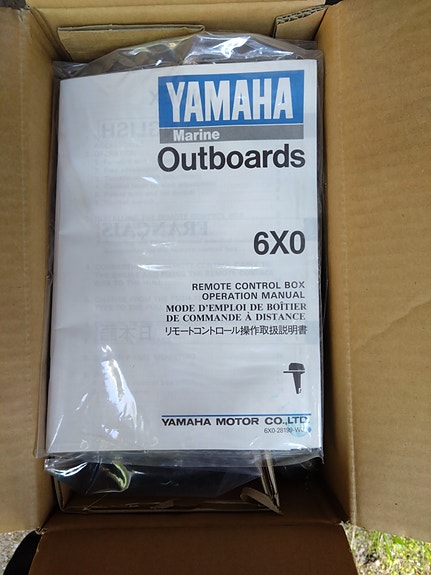 YAMAHA
Marine
Outboards
6X0
REMOTE CONTROL BOX
OPERATION MANUAL
MODE D'EMPLOI DE BOÎTIER
DE COMMANDE À DISTANCE
リモートコントロール操作取扱説明書
YAMAHA MOTOR CO.,LTD.